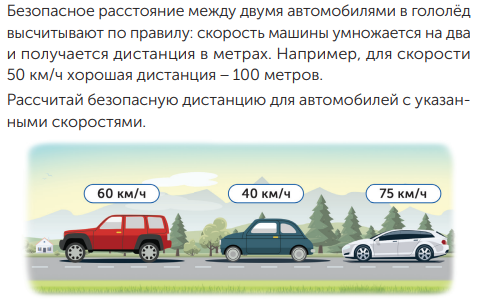 Безопасное расстояние между двумя автомобилями в гололёд
высчитывают по правилу: скорость машины умножается на два
и получается дистанция в метрах. Например, для скорости
50 км/ч хорошая дистанция – 100 метров.
Рассчитай безопасную дистанцию для автомобилей с указан-
ными скоростями.
60 км/ч 40 км/ч 75 км/ч